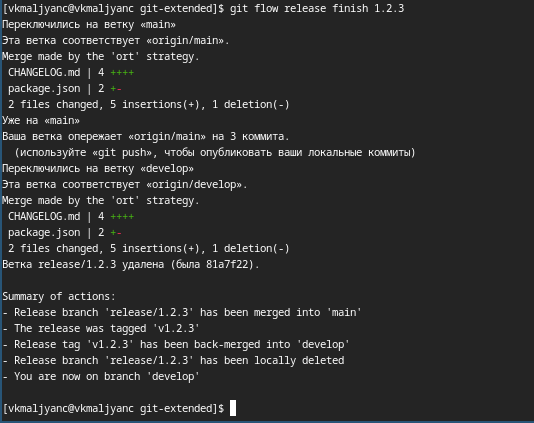 [vkmaljyanc@vkmaljyanc git-extended]$ git flow release finish 1.2.3
Переключились на ветку «main»
Эта ветка соответствует «origin/main».
Merge made by the 'ort' strategy.
 CHANGELOG.md | 4 ++++
 package.json | 2 +-
 2 files changed, 5 insertions(+), 1 deletion(-)
Уже на «main»
Ваша ветка опережает «origin/main» на 3 коммита.
  (используйте «git push», чтобы опубликовать ваши локальные коммиты)
Переключились на ветку «develop»
Эта ветка соответствует «origin/develop».
Merge made by the 'ort' strategy.
 CHANGELOG.md | 4 ++++
 package.json | 2 +-
 2 files changed, 5 insertions(+), 1 deletion(-)
Ветка release/1.2.3 удалена (была 81a7f22).

Summary of actions:
- Release branch 'release/1.2.3' has been merged into 'main'
- The release was tagged 'v1.2.3'
- Release tag 'v1.2.3' has been back-merged into 'develop'
- Release branch 'release/1.2.3' has been locally deleted
- You are now on branch 'develop'

[vkmaljyanc@vkmaljyanc git-extended]$